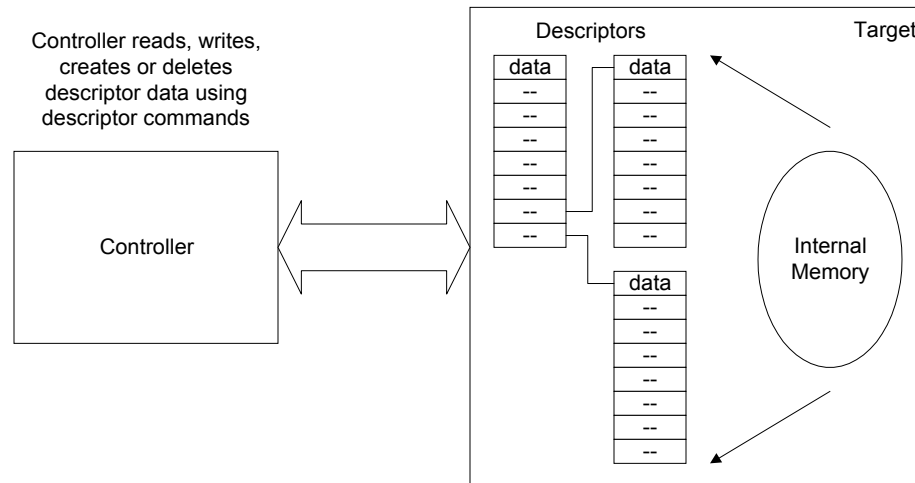 Controller reads, writes,
creates or deletes
descriptor data using
descriptor commands
Controller
Descriptors
Target
data
--
--
--
--
--
--
--
data
--
--
--
--
--
--
--
data
--
--
--
--
--
--
--
Internal
Memory